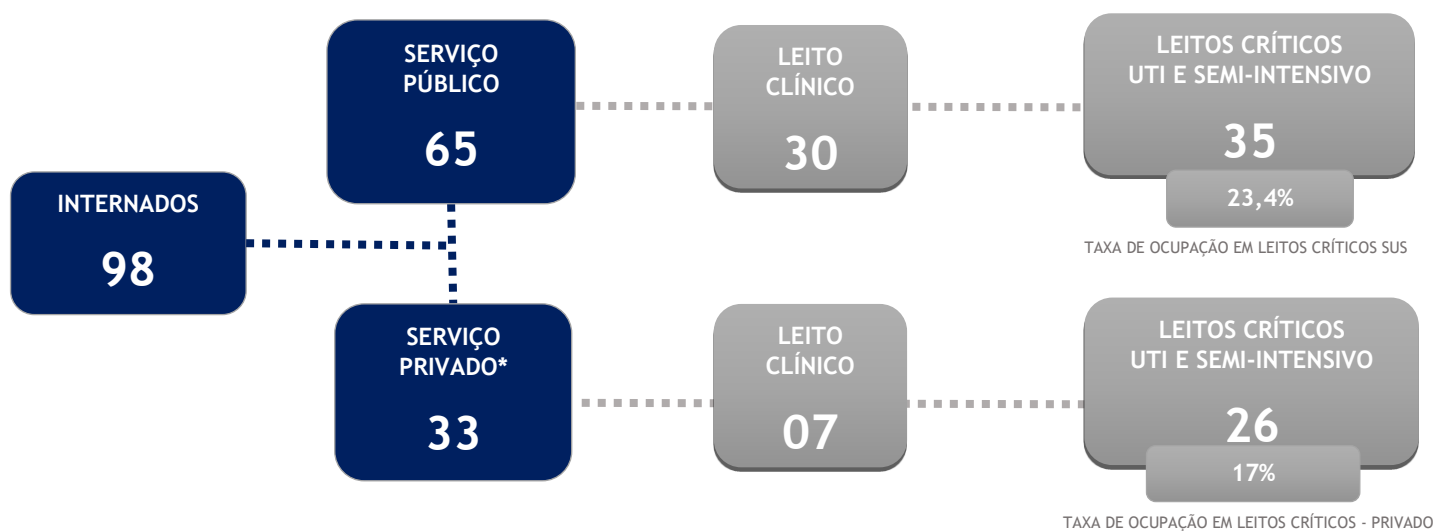 INTERNADOS
98
SERVIÇO
PÚBLICO
65
LEITO
CLÍNICO
30
LEITOS CRÍTICOS
UTI E SEMI-INTENSIVO
35
23,4%
TAXA DE OCUPAÇÃO EM LEITOS CRÍTICOS SUS
SERVIÇO
PRIVADO*
33
LEITO
CLÍNICO
07
LEITOS CRÍTICOS
UTI E SEMI-INTENSIVO
26
17%
TAXA DE OCUPAÇÃO EM LEITOS CRÍTICOS - PRIVADO